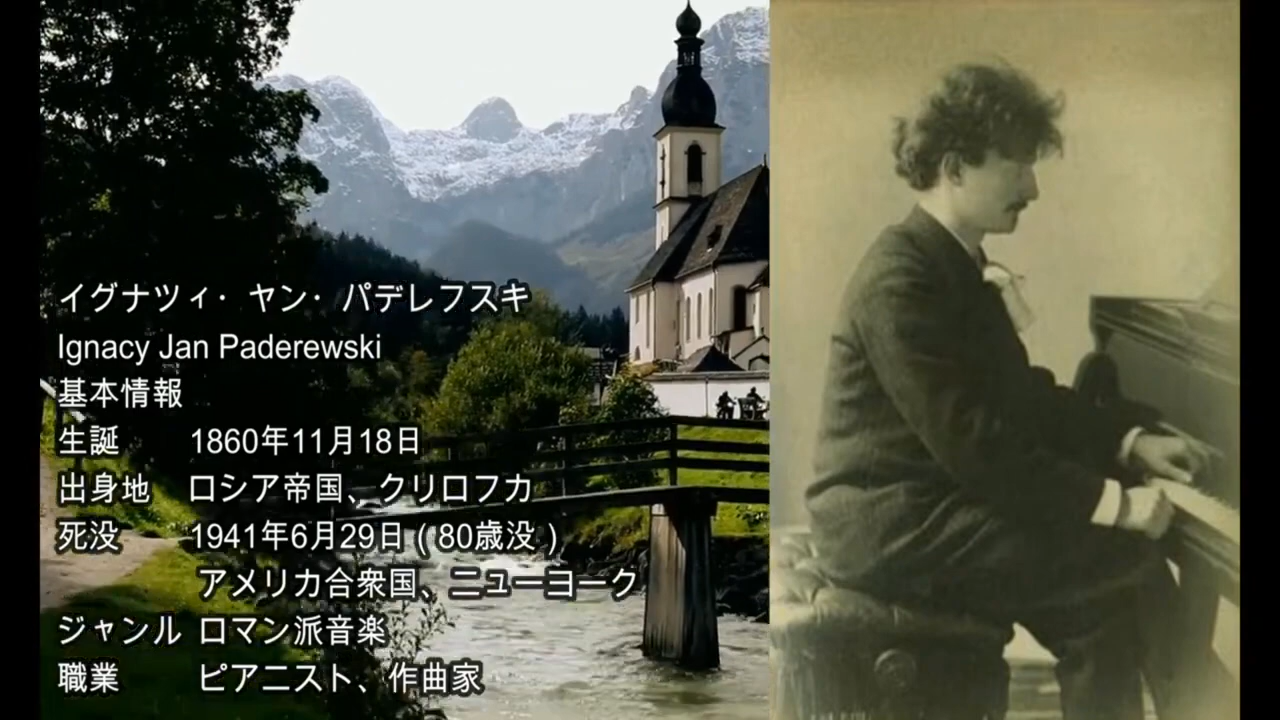 イグナツィ・ヤン・パデレフスキ
Ignacy Jan Paderewski
基本情報
生誕 1860年11月18日
出身地 ロシア帝国、クリロフカ
死没 1941年6月29日 ( 80歳没 )
アメリカ合衆国、ニューヨーク
ジャンル ロマン派音楽
職業 ピアニスト、作曲家